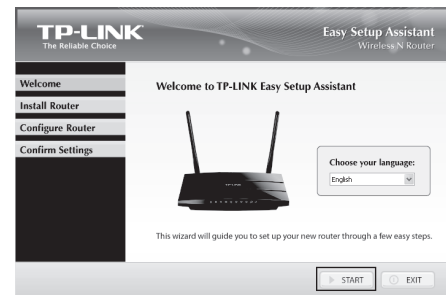 TP-LINK
The Reliable Choice
Easy Setup Assistant
Wireless N Router
Welcome
Install Router
Configure Router
Confirm Settings
Welcome to TP-LINK Easy Setup Assistant
TP-LINK
Choose your language:
English
This wizard will guide you to set up your new router through a few easy steps.
START
EXIT